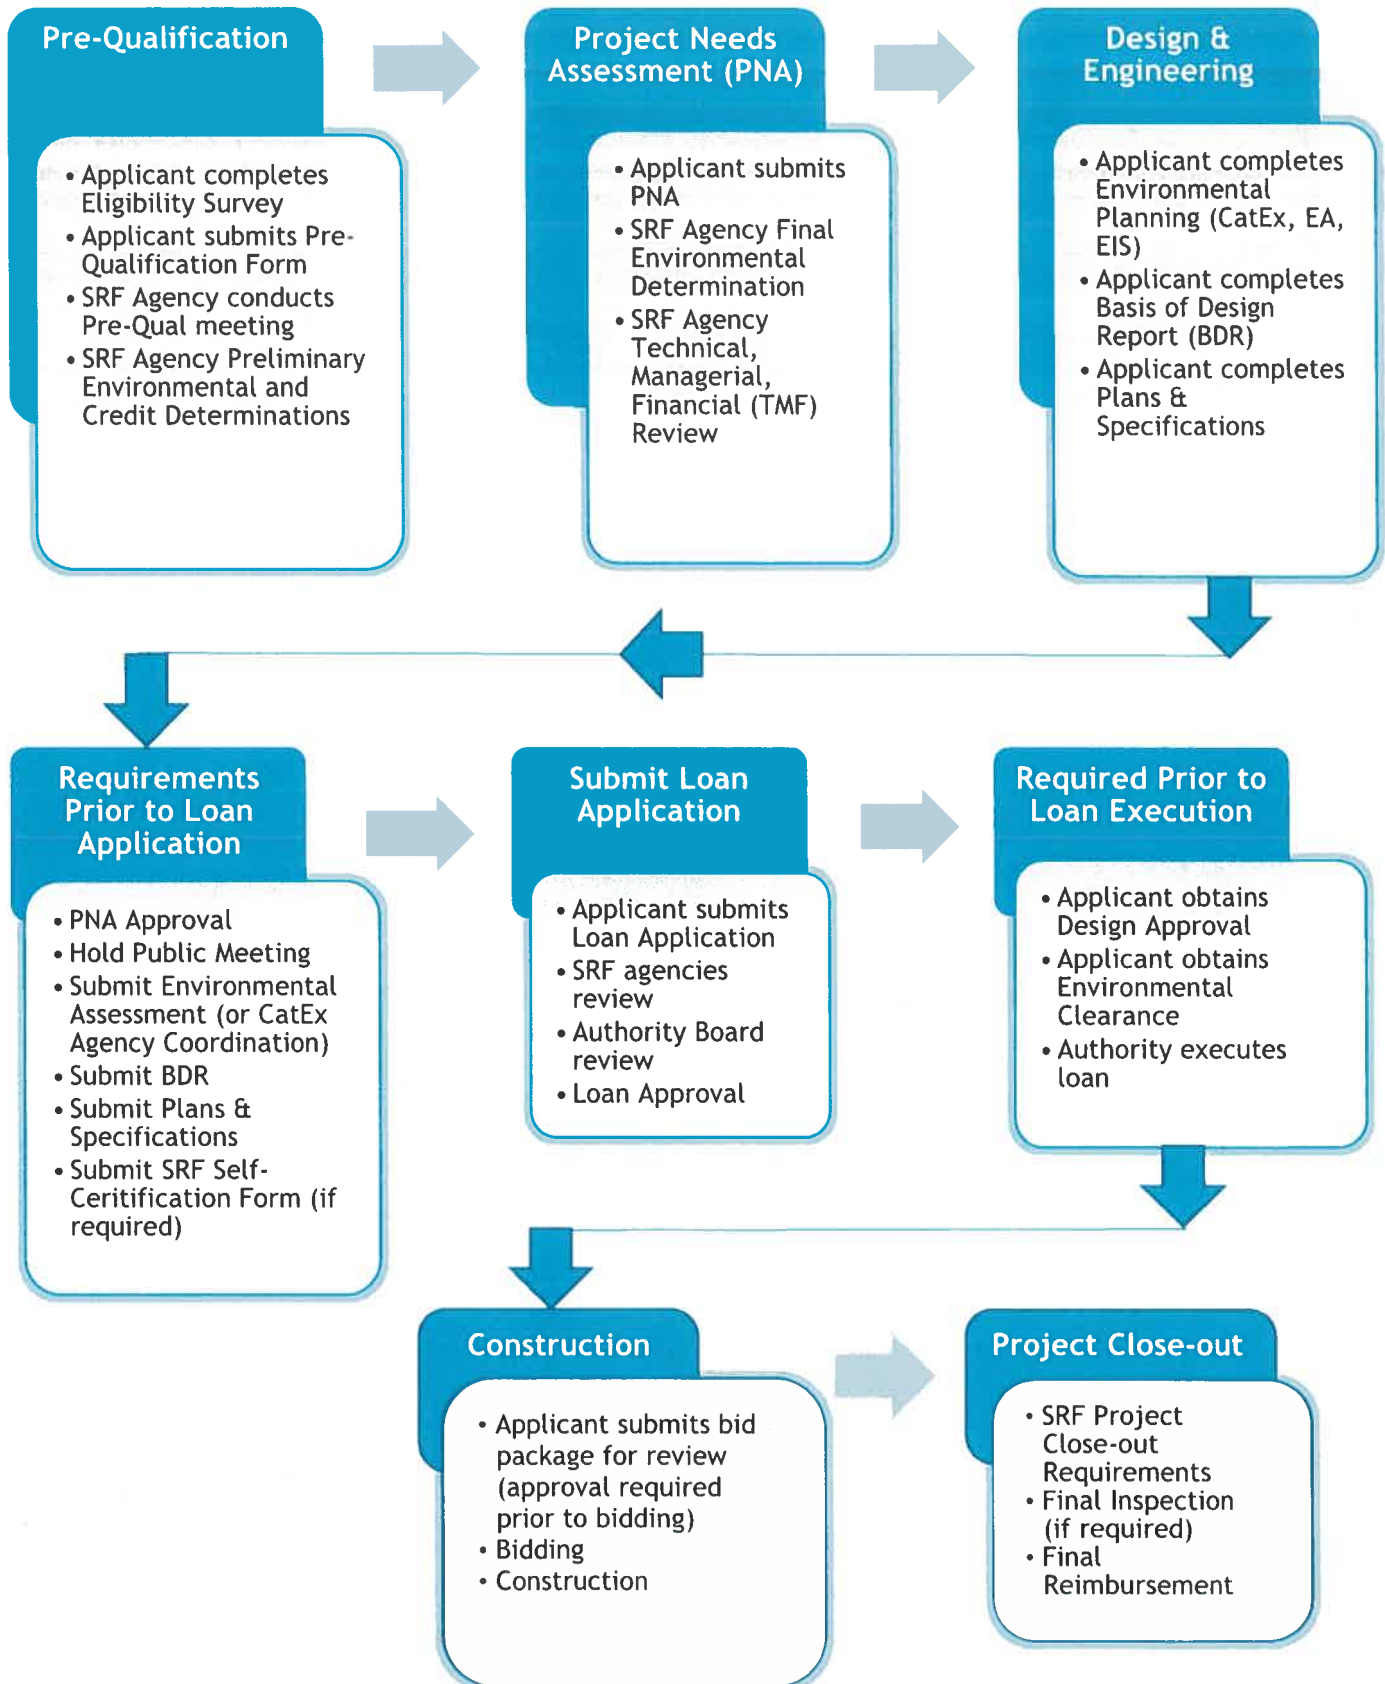 Pre-Qualification
• Applicant completes
Eligibility Survey
• Applicant submits Pre-
Qualification Form
• SRF Agency conducts
Pre-Qual meeting
• SRF Agency Preliminary
Environmental and
Credit Determinations
Project Needs
Assessment (PNA)
• Applicant submits
PNA
• SRF Agency Final
Environmental
Determination
• SRF Agency
Technical,
Managerial,
Financial (TMF)
Review
Design &
Engineering
• Applicant completes
Environmental
Planning (CatEx, EA,
EIS)
• Applicant completes
Basis of Design
Report (BDR)
• Applicant completes
Plans &
Specifications
Requirements
Prior to Loan
Application
• PNA Approval
• Hold Public Meeting
• Submit Environmental
Assessment (or CatEx
Agency Coordination)
• Submit BDR
• Submit Plans &
Specifications
• Submit SRF Self-
Ceritification Form (if
required)
Submit Loan
Application
• Applicant submits
Loan Application
• SRF agencies
review
• Authority Board
review
• Loan Approval
Required Prior to
Loan Execution
• Applicant obtains
Design Approval
• Applicant obtains
Environmental
Clearance
• Authority executes
loan
Construction
• Applicant submits bid
package for review
(approval required
prior to bidding)
• Bidding
• Construction
Project Close-out
• SRF Project
Close-out
Requirements
• Final Inspection
(if required)
• Final
Reimbursement